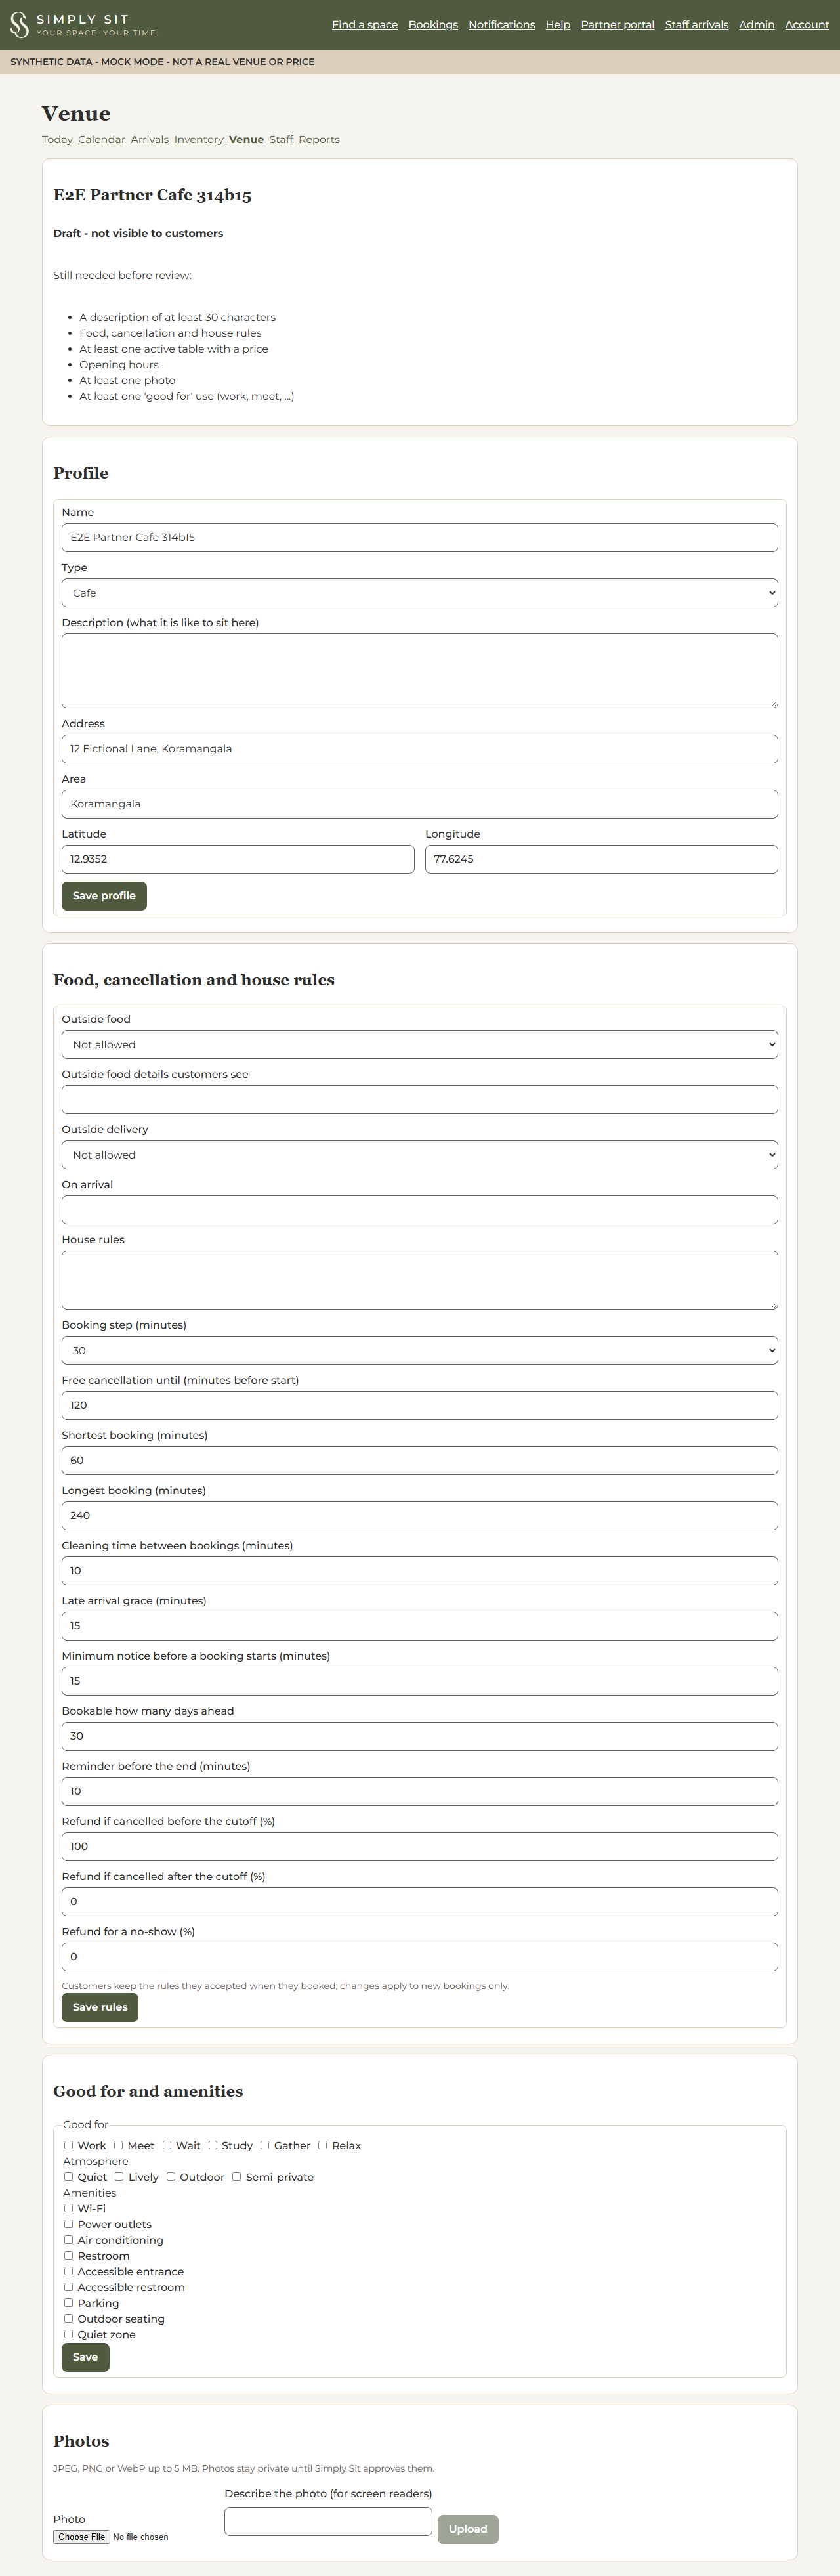 SIMPLY SIT
YOUR SPACE. YOUR TIME.
Find a space Bookings Notifications Help Partner portal Staff arrivals Admin Account
SYNTHETIC DATA - MOCK MODE - NOT A REAL VENUE OR PRICE
Venue
Today Calendar Arrivals Inventory Venue Staff Reports
E2E Partner Cafe 314b15
Draft - not visible to customers
Still needed before review:
A description of at least 30 characters
Food, cancellation and house rules
At least one active table with a price
Opening hours
At least one photo
At least one 'good for' use (work, meet, ...)
Profile
Name
E2E Partner Cafe 314b15
Type
Cafe
Description (what it is like to sit here)
Address
12 Fictional Lane, Koramangala
Area
Koramangala
Latitude Longitude
12.9352 77.6245
Save profile
Food, cancellation and house rules
Outside food
Not allowed
Outside food details customers see
Outside delivery
Not allowed
On arrival
House rules
Booking step (minutes)
30
Free cancellation until (minutes before start)
120
Shortest booking (minutes)
60
Longest booking (minutes)
240
Cleaning time between bookings (minutes)
10
Late arrival grace (minutes)
15
Minimum notice before a booking starts (minutes)
15
Bookable how many days ahead
30
Reminder before the end (minutes)
10
Refund if cancelled before the cutoff (%)
100
Refund if cancelled after the cutoff (%)
0
Refund for a no-show (%)
0
Customers keep the rules they accepted when they booked; changes apply to new bookings only.
Save rules
Good for and amenities
Good for
Work Meet Wait Study Gather Relax
Atmosphere
Quiet Lively Outdoor Semi-private
Amenities
Wi-Fi
Power outlets
Air conditioning
Restroom
Accessible entrance
Accessible restroom
Parking
Outdoor seating
Quiet zone
Save
Photos
JPEG, PNG or WebP up to 5 MB. Photos stay private until Simply Sit approves them.
Describe the photo (for screen readers)
Photo
Choose File No file chosen
Upload